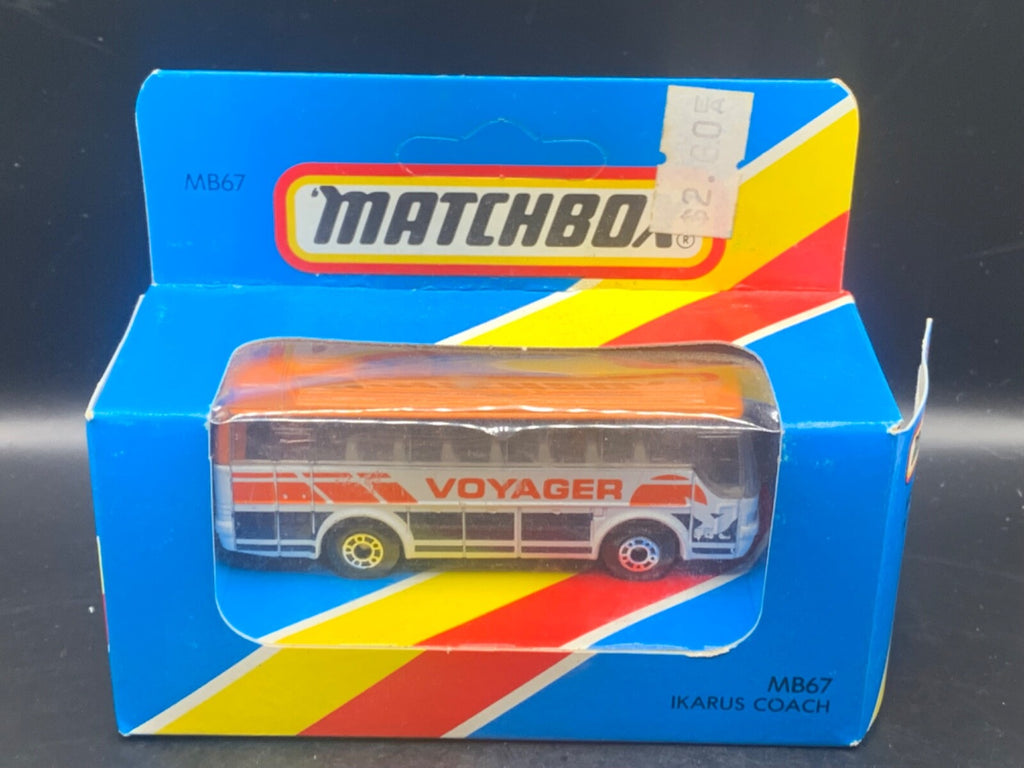 MB67
MATCHBOX®
VOYAGER
MB67
IKARUS COACH